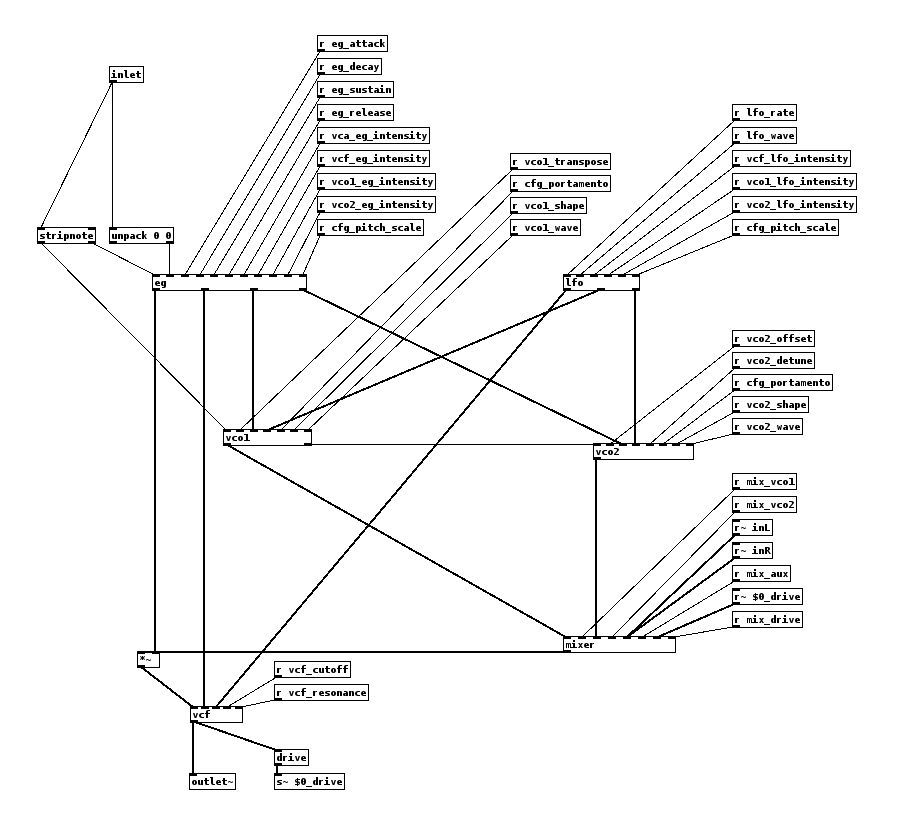 r eg_attack
inlet
r eg_decay
r eg_sustain
r eg_release
r vca_eg_intensity
r vcf_eg_intensity
r vco1_eg_intensity
r vco2_eg_intensity
r cfg_pitch_scale
r vco1_transpose
r cfg_portamento
r vco1_shape
r vco1_wave
r lfo_rate
r lfo_wave
r vcf_lfo_intensity
r vco1_lfo_intensity
r vco2_lfo_intensity
r cfg_pitch_scale
stripnote
unpack 0 0
eg
lfo
r vco2_offset
r vco2_detune
r cfg_portamento
r vco2_shape
r vco2_wave
vco1
vco2
r mix_vco1
r mix_vco2
r~ inL
r~ inR
r mix_aux
r~ $0_drive
r mix_drive
mixer
*~
r vcf_cutoff
r vcf_resonance
vcf
drive
outlet~
s~ $0_drive